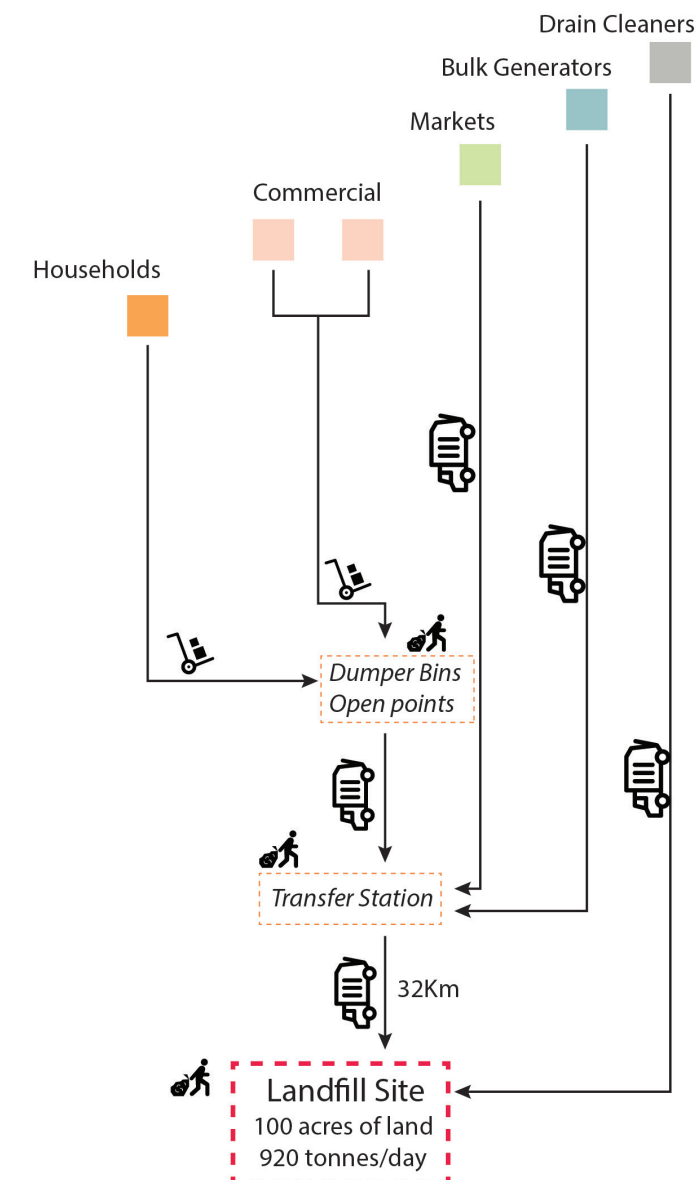 Drain Cleaners
Bulk Generators
Markets
Commercial
Households
Dumper Bins
Open points
Transfer Station
32Km
Landfill Site
100 acres of land
920 tonnes/day